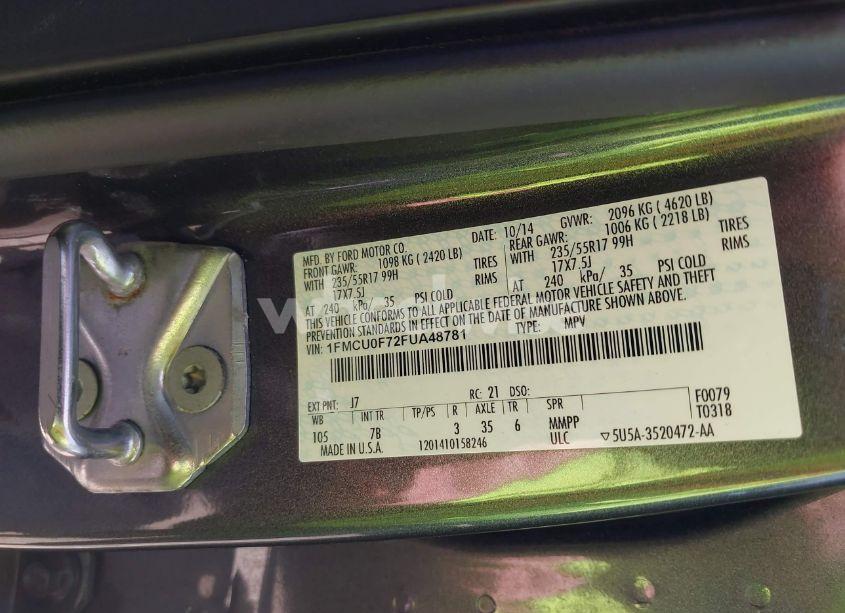 MFD. BY FORD MOTOR CO.
DATE: 10/14 GVWR: 2096 KG ( 4620 LB)
FRONT GAWR: 1098 KG ( 2420 LB)
REAR GAWR: 1006 KG ( 2218 LB)
WITH 235/55R17 99H TIRES
WITH 235/55R17 99H TIRES
17X7.5J RIMS
17X7.5J RIMS
AT 240 kPa/ 35 PSI COLD
AT 240 kPa/ 35 PSI COLD
THIS VEHICLE CONFORMS TO ALL APPLICABLE FEDERAL MOTOR VEHICLE SAFETY AND THEFT
PREVENTION STANDARDS IN EFFECT ON THE DATE OF MANUFACTURE SHOWN ABOVE.
VIN: 1FMCU0F72FUA48781 TYPE: MPV
EXT PNT: J7 RC: 21 DSO: F0079
WB INT TR TP/PS R AXLE TR SPR T0318
105 7B 3 35 6 MMPP
MADE IN U.S.A. 1201410158246 ULC ▽5U5A-3520472-AA